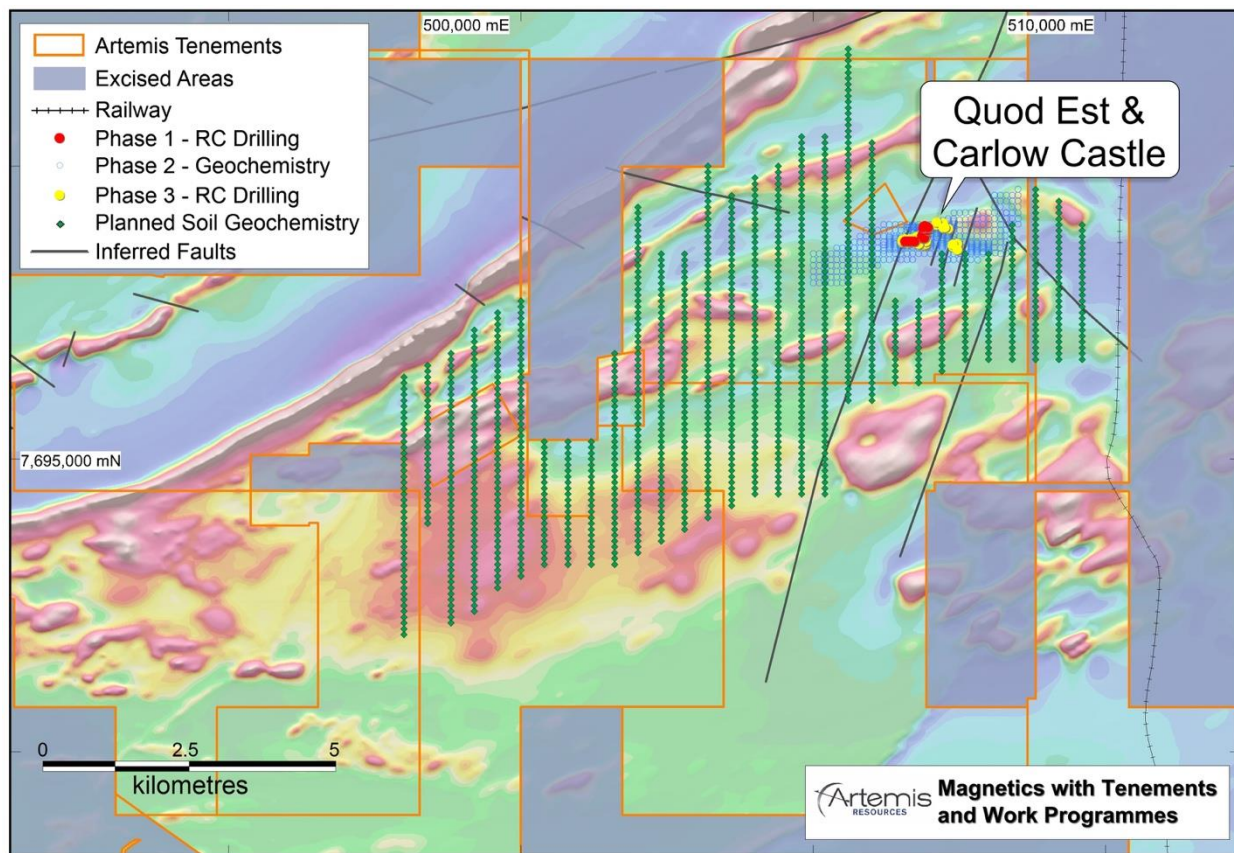 Artemis Tenements
Excised Areas
Railway
Phase 1 - RC Drilling
Phase 2 - Geochemistry
Phase 3 - RC Drilling
Planned Soil Geochemistry
Inferred Faults
500,000 mE
510,000 mE
Quod Est &
Carlow Castle
7,695,000 mN
0 2.5 5
kilometres
Artemis
RESOURCES
Magnetics with Tenements
and Work Programmes